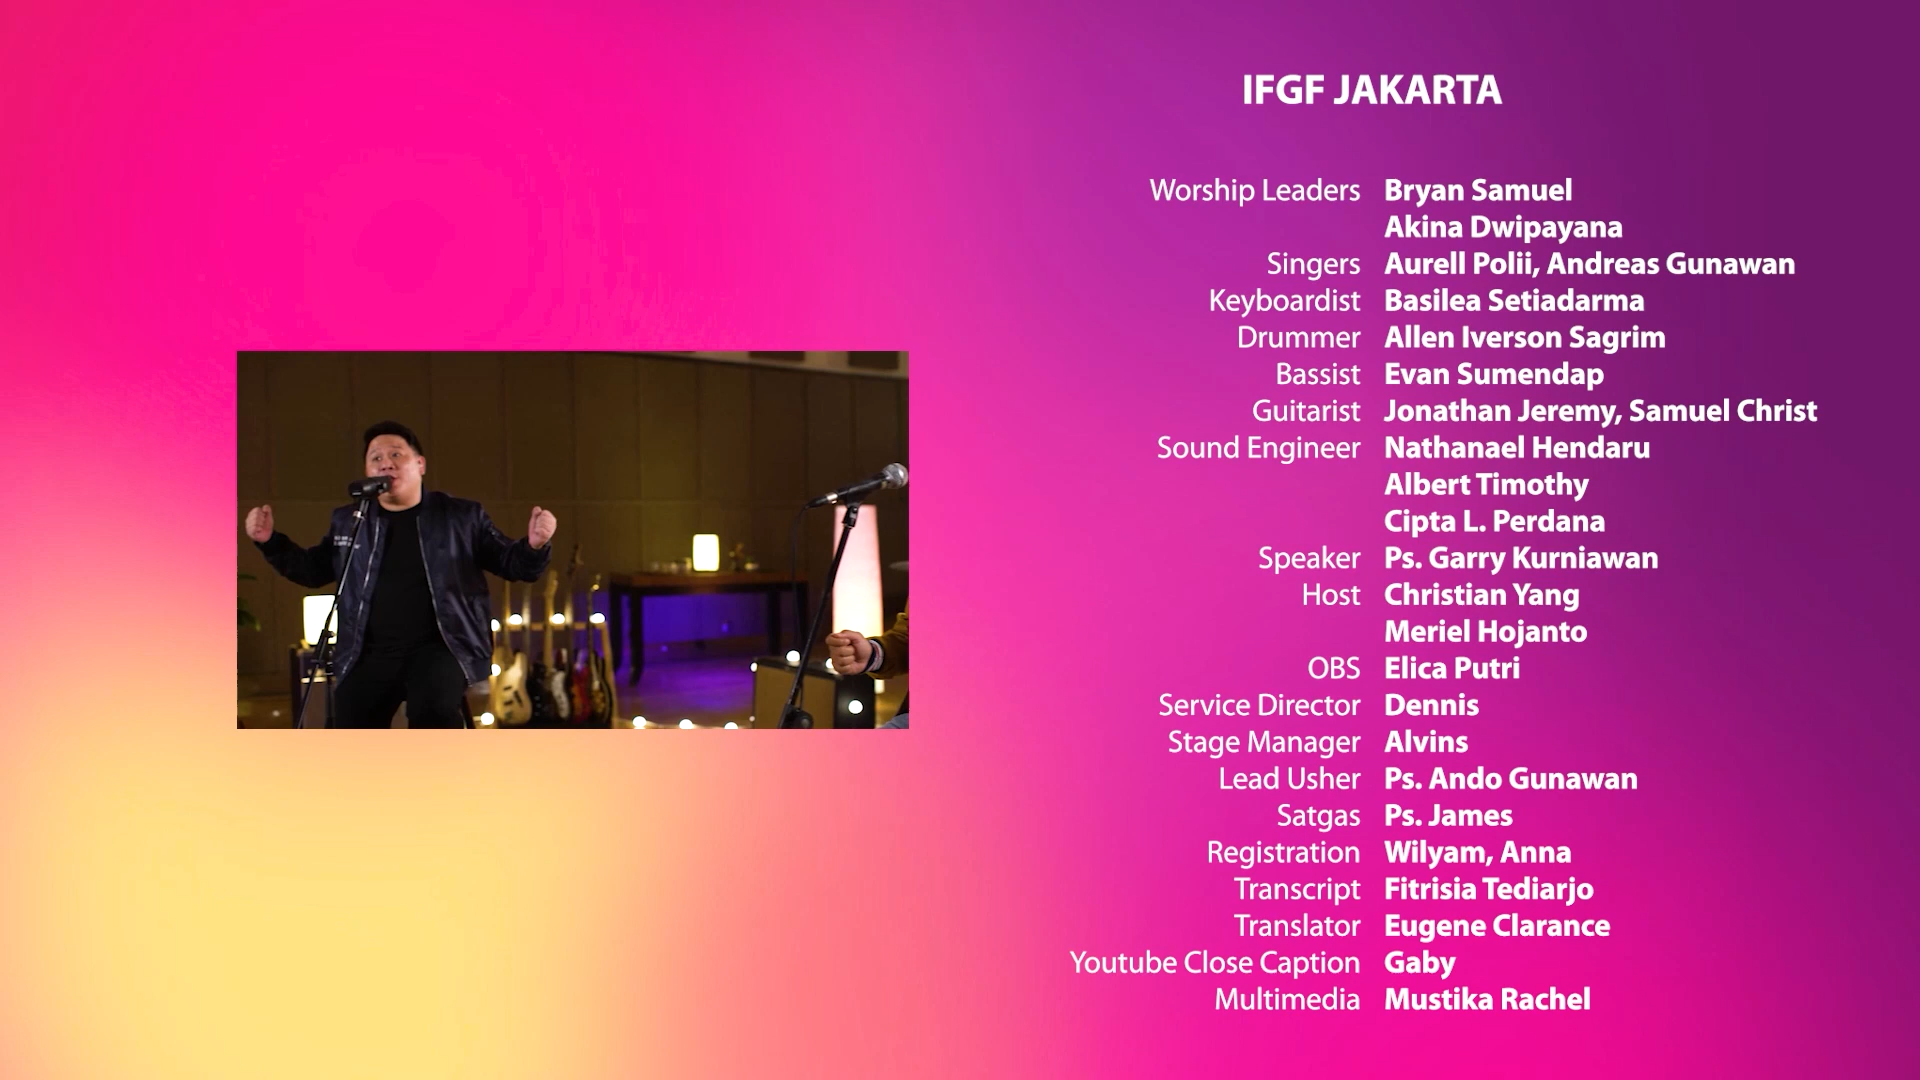 IFGF JAKARTA
Worship Leaders Bryan Samuel
Akina Dwipayana
Singers Aurell Polii, Andreas Gunawan
Keyboardist Basilea Setiadarma
Drummer Allen Iverson Sagrim
Bassist Evan Sumendap
Guitarist Jonathan Jeremy, Samuel Christ
Sound Engineer Nathanael Hendaru
Albert Timothy
Cipta L. Perdana
Speaker Ps. Garry Kurniawan
Host Christian Yang
Meriel Hojanto
OBS Elica Putri
Service Director Dennis
Stage Manager Alvins
Lead Usher Ps. Ando Gunawan
Satgas Ps. James
Registration Wilyam, Anna
Transcript Fitrisia Tediarjo
Translator Eugene Clarance
Youtube Close Caption Gaby
Multimedia Mustika Rachel